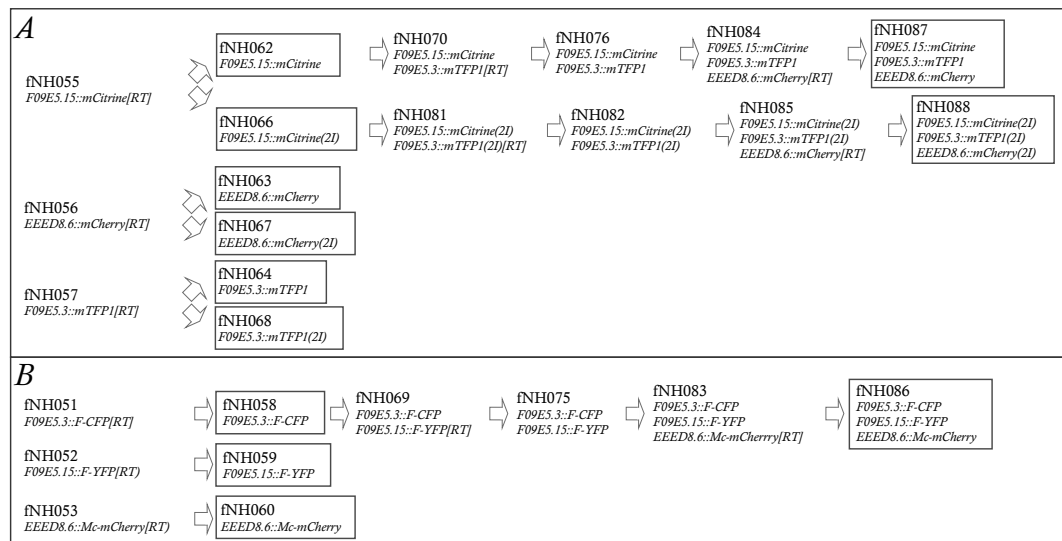 A
fNH055
F09E5.15::mCitrine[RT]
fNH062
F09E5.15::mCitrine
fNH070
F09E5.15::mCitrine
F09E5.3::mTFP1[RT]
fNH076
F09E5.15::mCitrine
F09E5.3::mTFP1
fNH084
F09E5.15::mCitrine
F09E5.3::mTFP1
EEED8.6::mCherry[RT]
fNH087
F09E5.15::mCitrine
F09E5.3::mTFP1
EEED8.6::mCherry
fNH066
F09E5.15::mCitrine(2I)
fNH081
F09E5.15::mCitrine(2I)
F09E5.3::mTFP1(2I)[RT]
fNH082
F09E5.15::mCitrine(2I)
F09E5.3::mTFP1(2I)
fNH085
F09E5.15::mCitrine(2I)
F09E5.3::mTFP1(2I)
EEED8.6::mCherry[RT]
fNH088
F09E5.15::mCitrine(2I)
F09E5.3::mTFP1(2I)
EEED8.6::mCherry(2I)
fNH056
EEED8.6::mCherry[RT]
fNH063
EEED8.6::mCherry
fNH067
EEED8.6::mCherry(2I)
fNH057
F09E5.3::mTFP1[RT]
fNH064
F09E5.3::mTFP1
fNH068
F09E5.3::mTFP1(2I)
B
fNH051
F09E5.3::F-CFP[RT]
fNH058
F09E5.3::F-CFP
fNH069
F09E5.3::F-CFP
F09E5.15::F-YFP[RT]
fNH075
F09E5.3::F-CFP
F09E5.15::F-YFP
fNH083
F09E5.3::F-CFP
F09E5.15::F-YFP
EEED8.6::Mc-mCherrry[RT]
fNH086
F09E5.3::F-CFP
F09E5.15::F-YFP
EEED8.6::Mc-mCherry
fNH052
F09E5.15::F-YFP[RT)
fNH059
F09E5.15::F-YFP
fNH053
EEED8.6::Mc-mCherry[RT)
fNH060
EEED8.6::Mc-mCherry